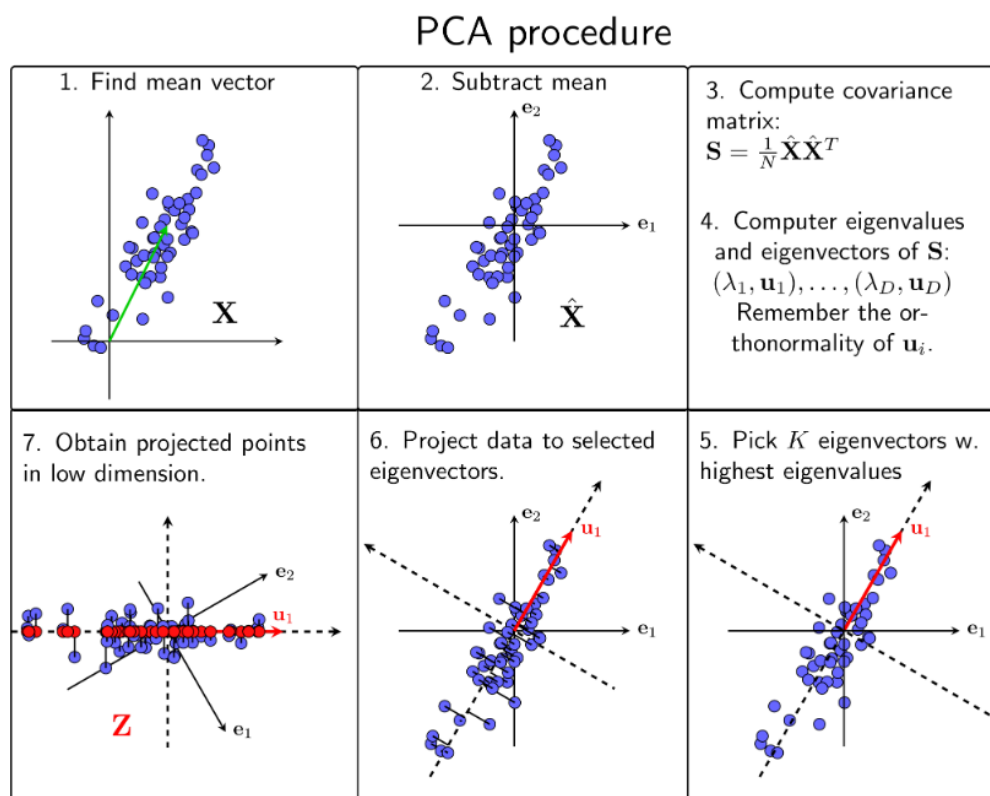 PCA procedure
1. Find mean vector
X
2. Subtract mean
e₂
e₁
X̂
3. Compute covariance
matrix:
S = 1/N X̂X̂ᵀ
4. Computer eigenvalues
and eigenvectors of S:
(λ₁, u₁), . . . , (λ_D, u_D)
Remember the or-
thonormality of uᵢ.
7. Obtain projected points
in low dimension.
e₂
u₁
Z
e₁
6. Project data to selected
eigenvectors.
e₂
u₁
e₁
5. Pick K eigenvectors w.
highest eigenvalues
e₂
u₁
e₁